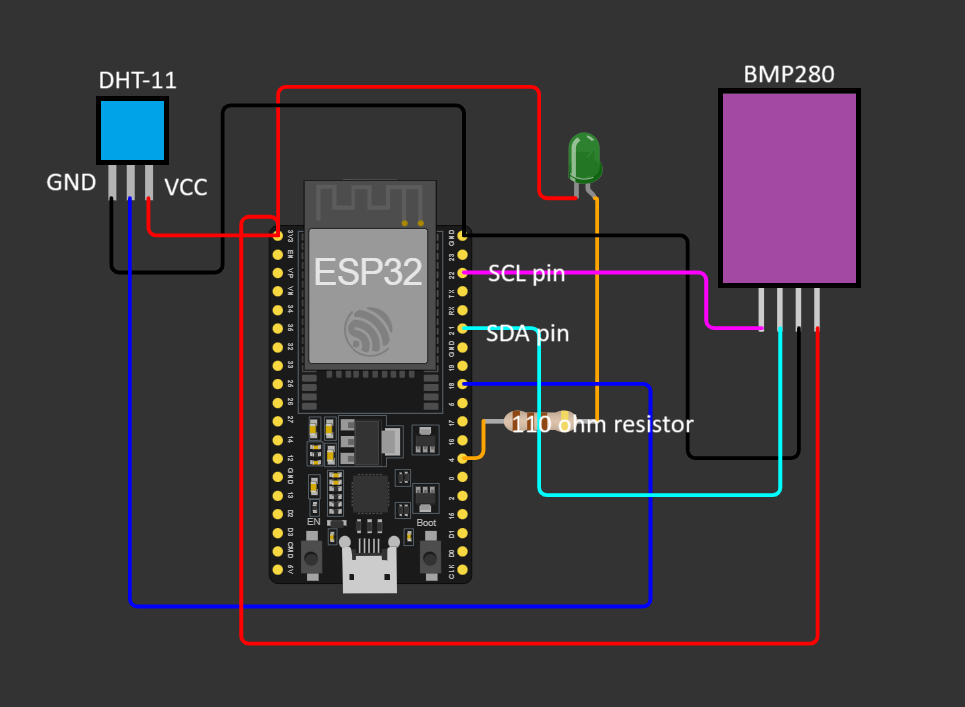 DHT-11
BMP280
GND
VCC
ESP32
SCL pin
SDA pin
110 ohm resistor
3V3
EN
VP
VN
34
35
32
33
25
26
27
14
12
GND
13
D2
D3
CMD
5V
GND
23
22
TX
RX
21
GND
19
18
5
17
16
4
0
2
15
D1
D0
CLK
EN
Boot